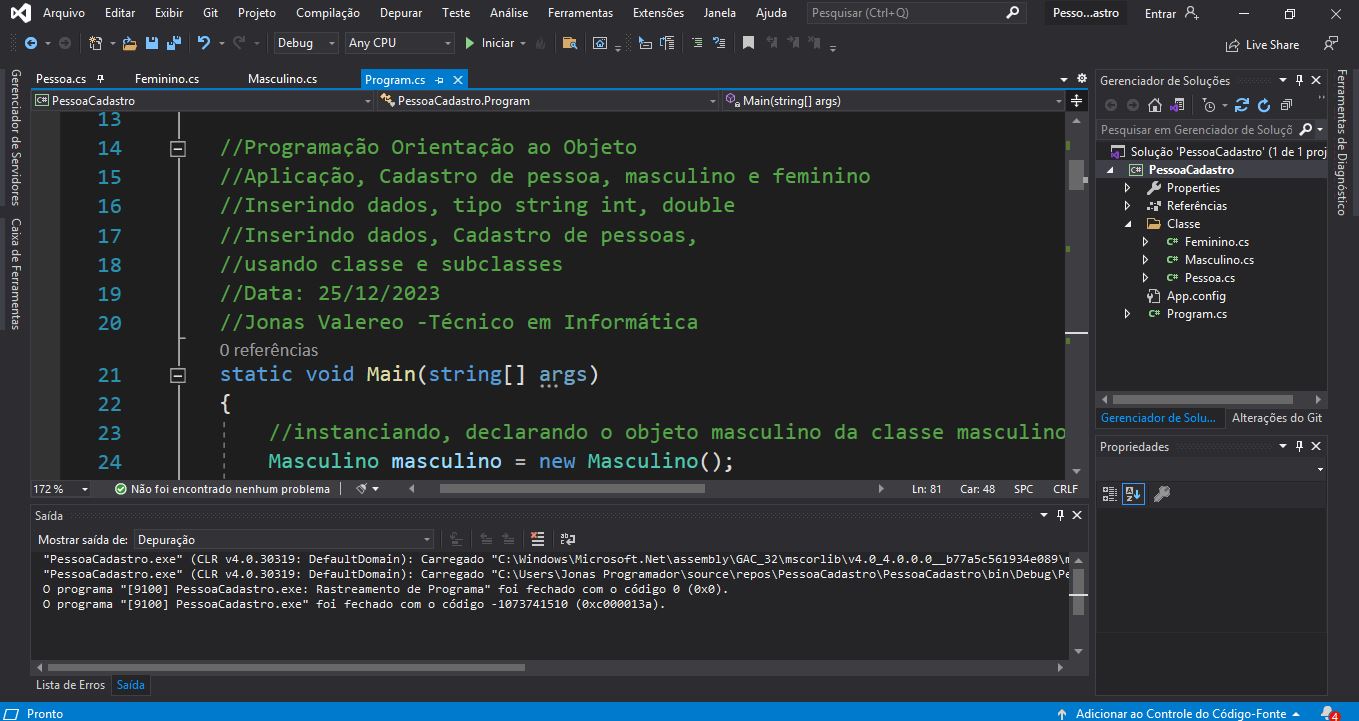 Arquivo Editar Exibir Git Projeto Compilação Depurar Teste Análise Ferramentas Extensões Janela Ajuda Pesquisar (Ctrl+Q) Pesso...astro Entrar
Debug Any CPU Iniciar Live Share
Gerenciador de Servidores
Caixa de Ferramentas
Pessoa.cs Feminino.cs Masculino.cs Program.cs
C# PessoaCadastro PessoaCadastro.Program Main(string[] args)
13
14 //Programação Orientação ao Objeto
15 //Aplicação, Cadastro de pessoa, masculino e feminino
16 //Inserindo dados, tipo string int, double
17 //Inserindo dados, Cadastro de pessoas,
18 //usando classe e subclasses
19 //Data: 25/12/2023
20 //Jonas Valereo -Técnico em Informática
0 referências
21 static void Main(string[] args)
22 {
23 //instanciando, declarando o objeto masculino da classe masculino
24 Masculino masculino = new Masculino();
172 % Não foi encontrado nenhum problema Ln: 81 Car: 48 SPC CRLF
Saída
Mostrar saída de: Depuração
"PessoaCadastro.exe" (CLR v4.0.30319: DefaultDomain): Carregado "C:\Windows\Microsoft.Net\assembly\GAC_32\mscorlib\v4.0_4.0.0.0__b77a5c561934e089\m
"PessoaCadastro.exe" (CLR v4.0.30319: DefaultDomain): Carregado "C:\Users\Jonas Programador\source\repos\PessoaCadastro\PessoaCadastro\bin\Debug\Pe
O programa "[9100] PessoaCadastro.exe: Rastreamento de Programa" foi fechado com o código 0 (0x0).
O programa "[9100] PessoaCadastro.exe" foi fechado com o código -1073741510 (0xc000013a).
Lista de Erros Saída
Gerenciador de Soluções
Pesquisar em Gerenciador de Soluçõ
Solução 'PessoaCadastro' (1 de 1 proj
C# PessoaCadastro
Properties
Referências
Classe
C# Feminino.cs
C# Masculino.cs
C# Pessoa.cs
App.config
C# Program.cs
Gerenciador de Solu... Alterações do Git
Propriedades
Ferramentas de Diagnóstico
Pronto Adicionar ao Controle do Código-Fonte 4